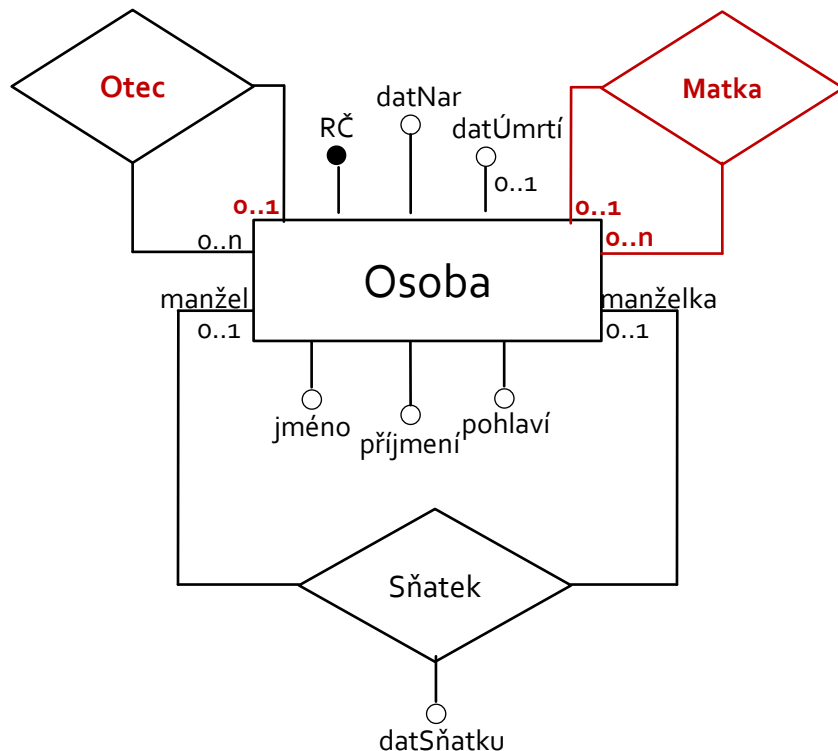 Otec
Matka
datNar
RČ
datÚmrtí
0..1
0..1
0..1
0..n
0..n
Osoba
manžel
manželka
0..1
0..1
jméno
příjmení
pohlaví
Sňatek
datSňatku